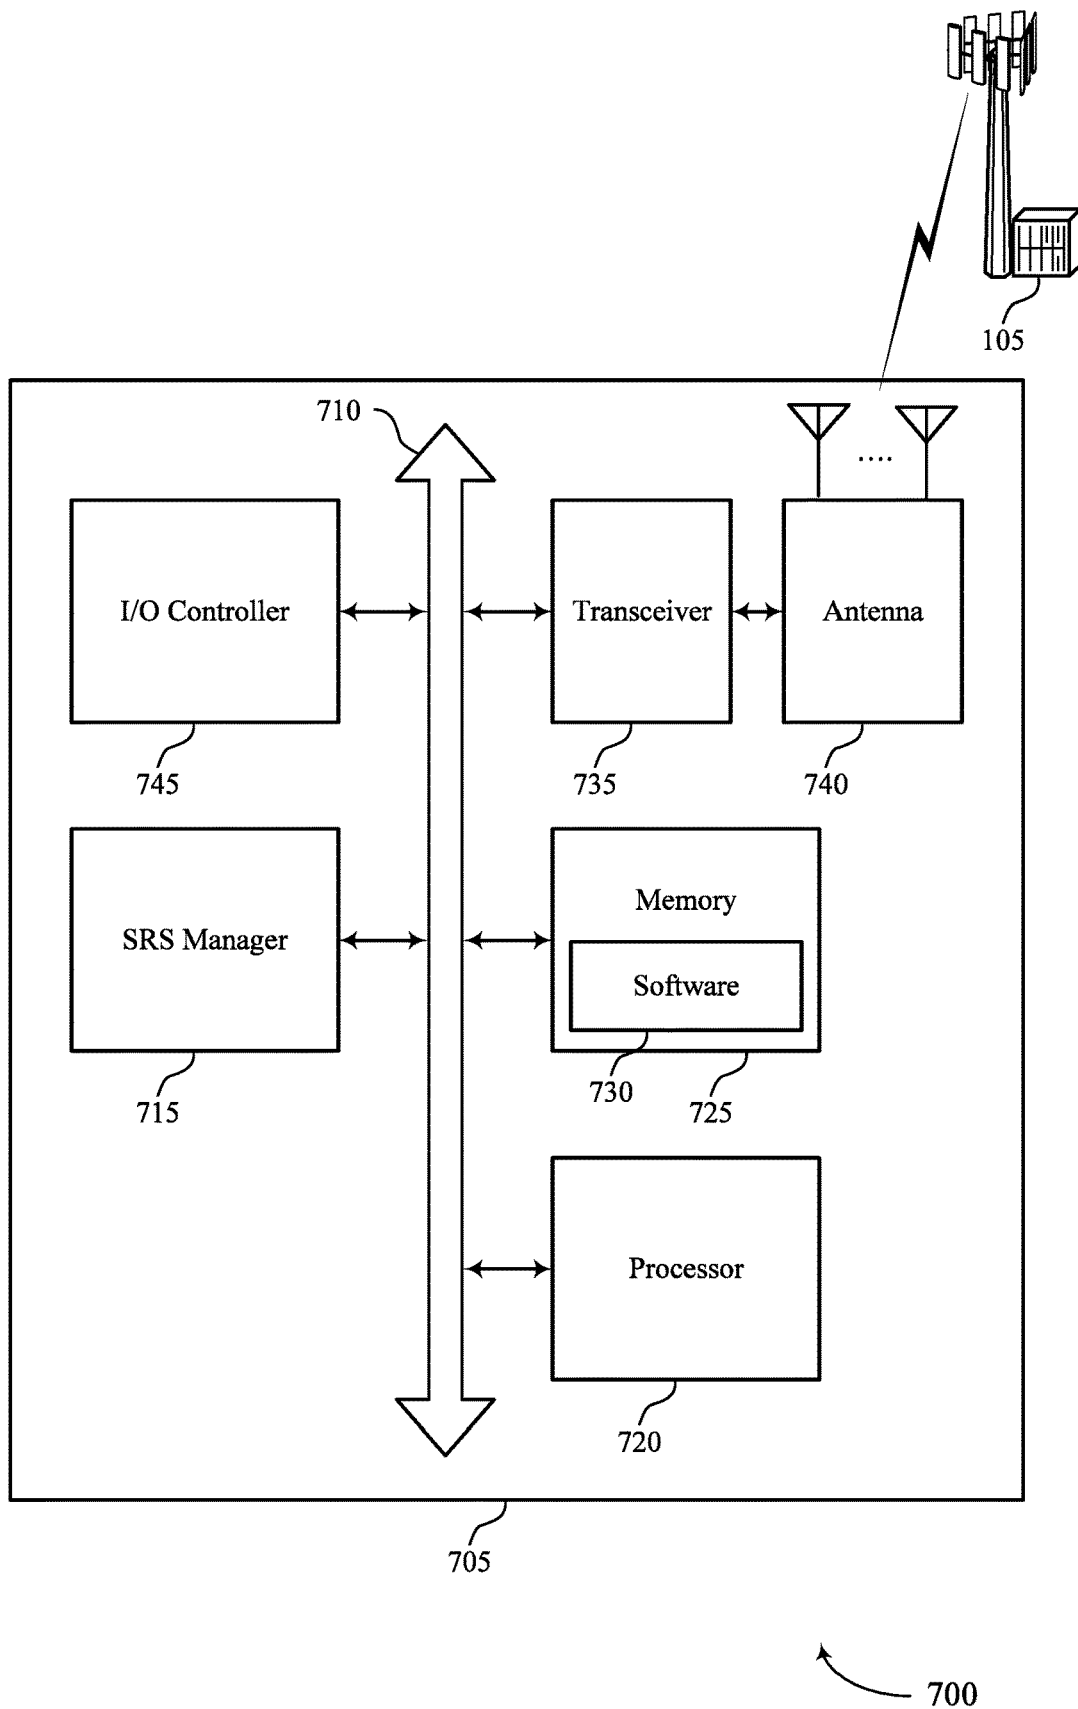 105
710
I/O Controller
Transceiver
Antenna
745
735
740
SRS Manager
Memory
Software
730
725
715
Processor
720
705
700